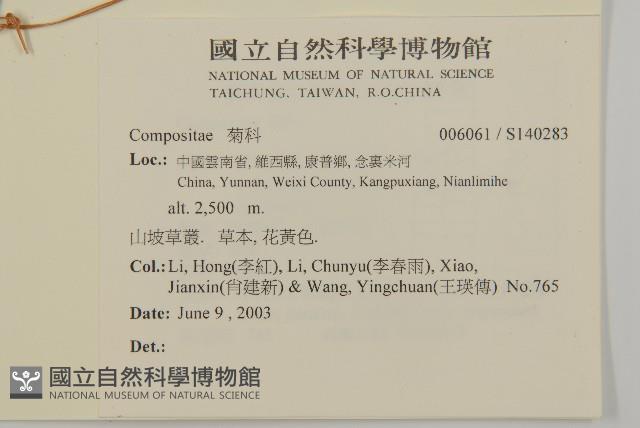 國立自然科學博物館
NATIONAL MUSEUM OF NATURAL SCIENCE
TAICHUNG, TAIWAN, R.O.CHINA
Compositae 菊科 006061 / S140283
Loc.: 中國雲南省, 維西縣, 康普鄉, 念裏米河
China, Yunnan, Weixi County, Kangpuxiang, Nianlimihe
alt. 2,500 m.
山坡草叢. 草本, 花黃色.
Col.: Li, Hong(李紅), Li, Chunyu(李春雨), Xiao,
Jianxin(肖建新) & Wang, Yingchuan(王瑛傳) No.765
Date: June 9 , 2003
Det.:
國立自然科學博物館
NATIONAL MUSEUM OF NATURAL SCIENCE